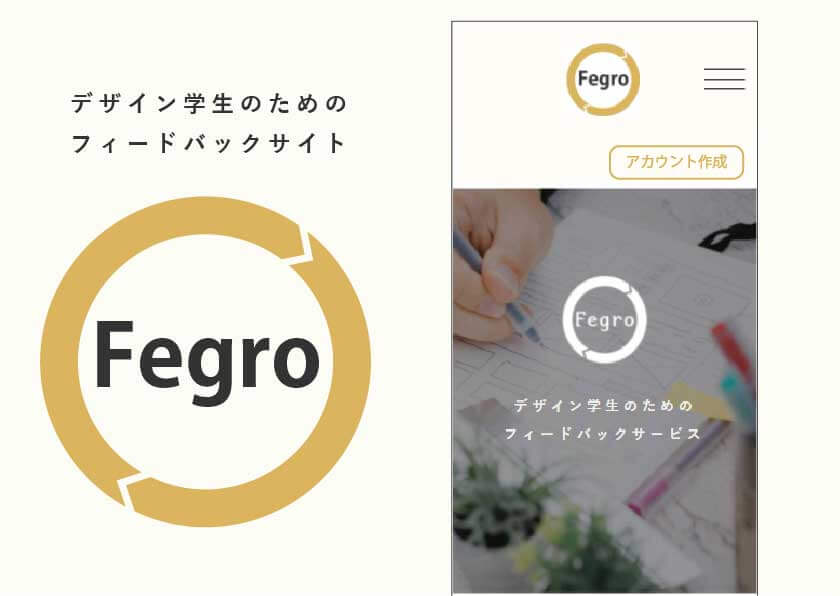 デザイン学生のための
フィードバックサイト
Fegro
Fegro
アカウント作成
Fegro
デザイン学生のための
フィードバックサービス